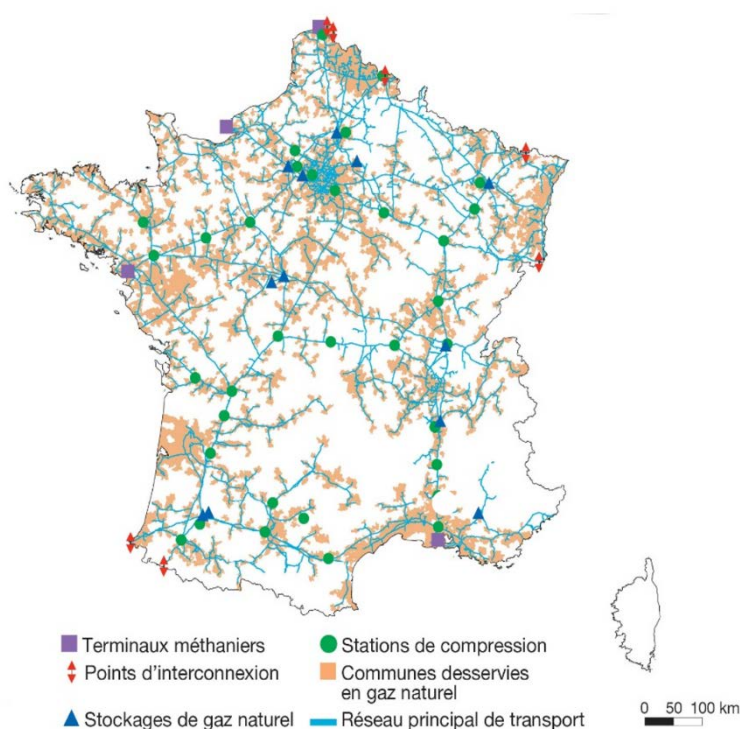 Terminaux méthaniers
Stations de compression
Points d'interconnexion
Communes desservies
en gaz naturel
Stockages de gaz naturel
Réseau principal de transport
0 50 100 km